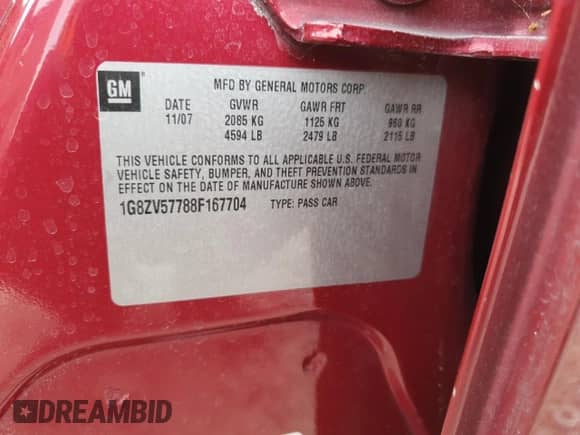 GM ® MFD BY GENERAL MOTORS CORP.
DATE GVWR GAWR FRT GAWR RR
11/07 2085 KG 1125 KG 960 KG
4594 LB 2479 LB 2115 LB
THIS VEHICLE CONFORMS TO ALL APPLICABLE U.S. FEDERAL MOTOR
VEHICLE SAFETY, BUMPER, AND THEFT PREVENTION STANDARDS IN
EFFECT ON THE DATE OF MANUFACTURE SHOWN ABOVE.
1G8ZV57788F167704 TYPE: PASS CAR
DREAMBID